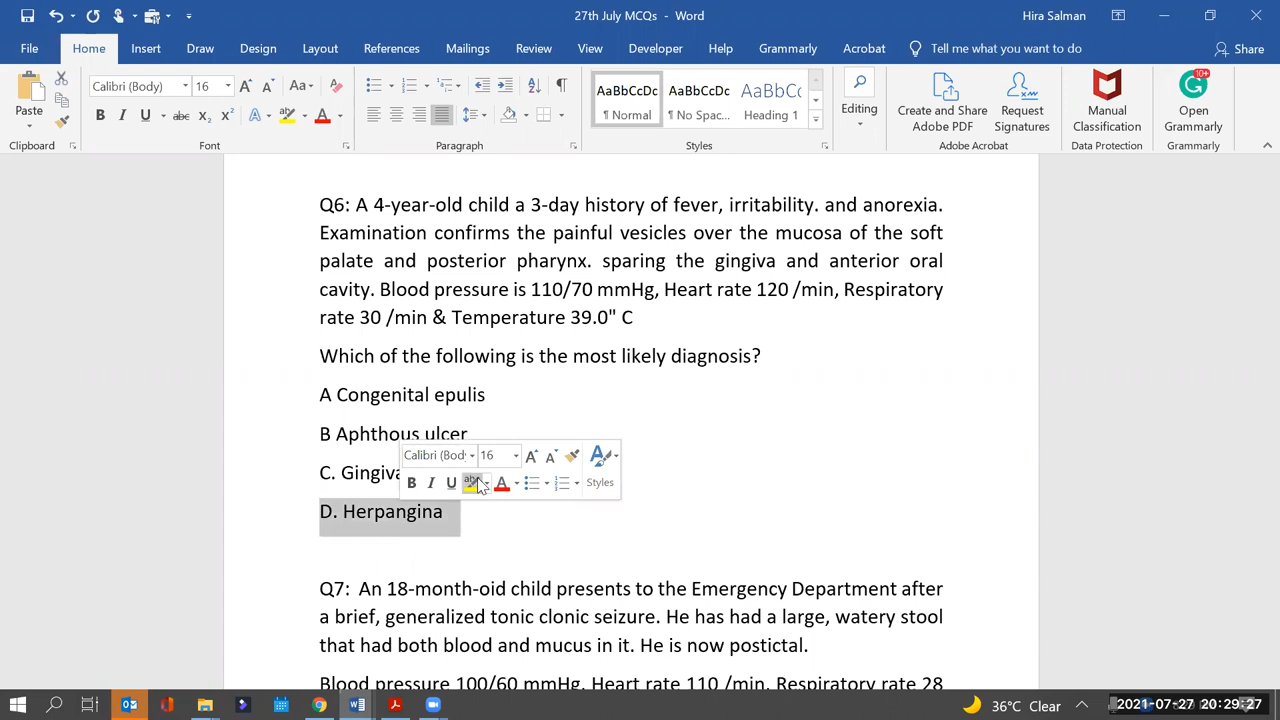 27th July MCQs - Word
Hira Salman
File Home Insert Draw Design Layout References Mailings Review View Developer Help Grammarly Acrobat Tell me what you want to do Share
Paste
Calibri (Body) 16 Aa
B I U abc X2 X2 A A
AaBbCcDc AaBbCcDc AaBbCc
¶ Normal ¶ No Spac... Heading 1
Editing
Create and Share Adobe PDF
Request Signatures
Manual Classification
Open Grammarly
10+
Clipboard Font Paragraph Styles Adobe Acrobat Data Protection Grammarly
Q6: A 4-year-old child a 3-day history of fever, irritability. and anorexia.
Examination confirms the painful vesicles over the mucosa of the soft
palate and posterior pharynx. sparing the gingiva and anterior oral
cavity. Blood pressure is 110/70 mmHg, Heart rate 120 /min, Respiratory
rate 30 /min & Temperature 39.0" C
Which of the following is the most likely diagnosis?
A Congenital epulis
B Aphthous ulcer
Calibri (Body 16
C. Gingiva
B I U A Styles
D. Herpangina
Q7: An 18-month-oid child presents to the Emergency Department after
a brief, generalized tonic clonic seizure. He has had a large, watery stool
that had both blood and mucus in it. He is now postictal.
Blood pressure 100/60 mmHg, Heart rate 110 /min, Respiratory rate 28
36°C Clear
2021-07-27 20:29:27